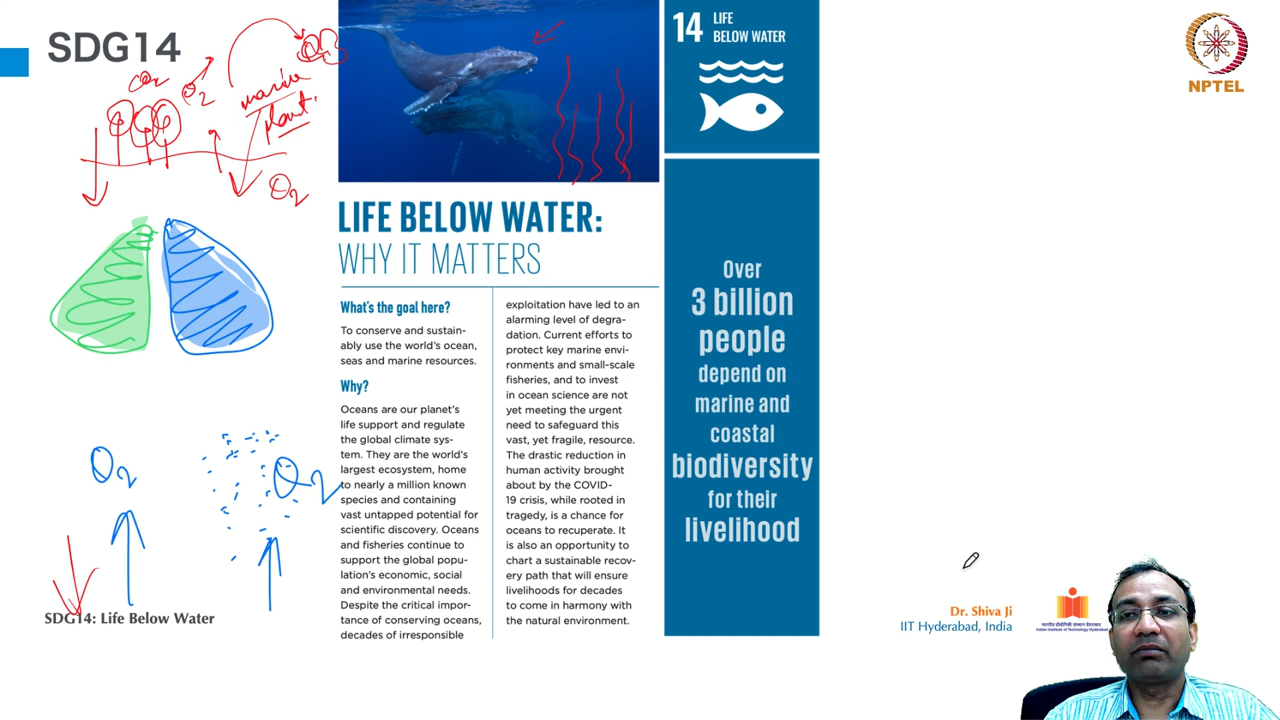 SDG14
CO2
O2
marine
plant
O2
O2
O2
14 LIFE
BELOW WATER
NPTEL
LIFE BELOW WATER:
WHY IT MATTERS
What's the goal here?
To conserve and sustain-
ably use the world's ocean,
seas and marine resources.
Why?
Oceans are our planet's
life support and regulate
the global climate sys-
tem. They are the world's
largest ecosystem, home
to nearly a million known
species and containing
vast untapped potential for
scientific discovery. Oceans
and fisheries continue to
support the global popu-
lation's economic, social
and environmental needs.
Despite the critical impor-
tance of conserving oceans,
decades of irresponsible
exploitation have led to an
alarming level of degra-
dation. Current efforts to
protect key marine envi-
ronments and small-scale
fisheries, and to invest
in ocean science are not
yet meeting the urgent
need to safeguard this
vast, yet fragile, resource.
The drastic reduction in
human activity brought
about by the COVID-
19 crisis, while rooted in
tragedy, is a chance for
oceans to recuperate. It
is also an opportunity to
chart a sustainable recov-
ery path that will ensure
livelihoods for decades
to come in harmony with
the natural environment.
Over
3 billion
people
depend on
marine and
coastal
biodiversity
for their
livelihood
SDG14: Life Below Water
Dr. Shiva Ji
IIT Hyderabad, India
भारतीय प्रौद्योगिकी संस्थान हैदराबाद
Indian Institute of Technology Hyderabad